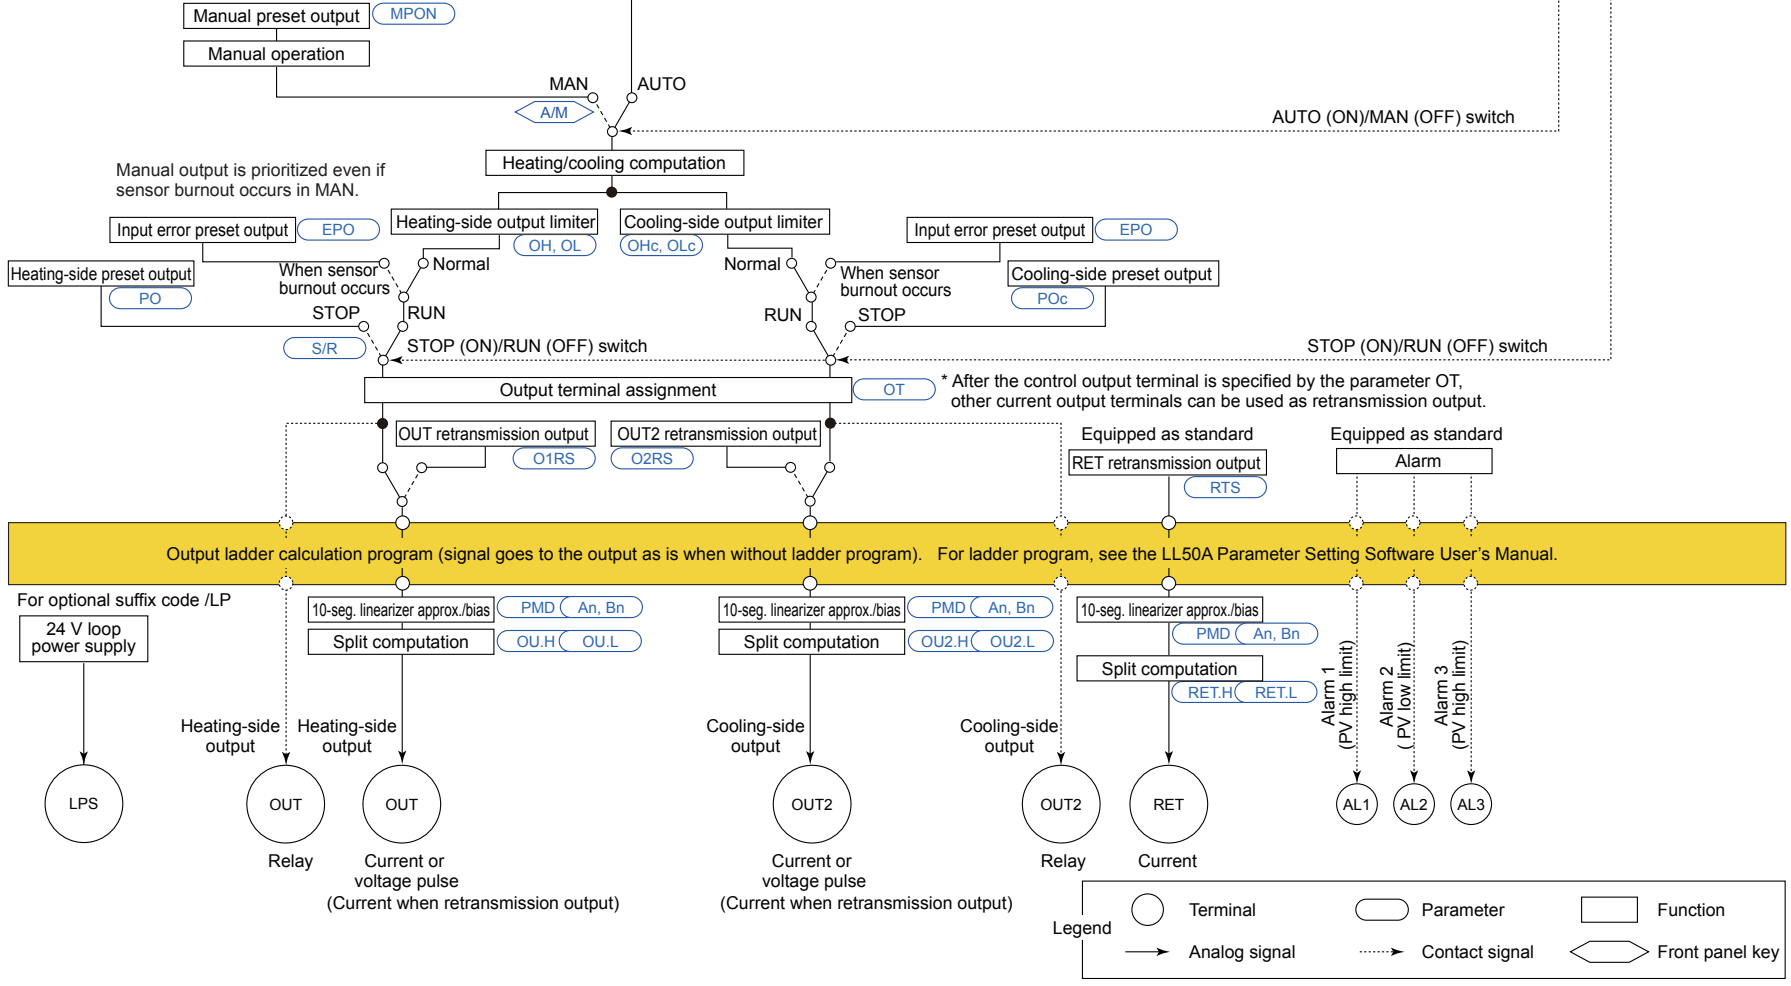 Manual preset output
MPON
Manual operation
MAN
AUTO
A/M
AUTO (ON)/MAN (OFF) switch
Heating/cooling computation
Manual output is prioritized even if
sensor burnout occurs in MAN.
Input error preset output
EPO
Heating-side output limiter
OH, OL
Cooling-side output limiter
OHc, OLc
Input error preset output
EPO
Heating-side preset output
PO
When sensor
burnout occurs
Normal
Normal
When sensor
burnout occurs
Cooling-side preset output
POc
STOP
RUN
RUN
STOP
S/R
STOP (ON)/RUN (OFF) switch
STOP (ON)/RUN (OFF) switch
Output terminal assignment
OT
* After the control output terminal is specified by the parameter OT,
other current output terminals can be used as retransmission output.
OUT retransmission output
O1RS
OUT2 retransmission output
O2RS
Equipped as standard
RET retransmission output
RTS
Equipped as standard
Alarm
Output ladder calculation program (signal goes to the output as is when without ladder program).   For ladder program, see the LL50A Parameter Setting Software User's Manual.
For optional suffix code /LP
24 V loop
power supply
10-seg. linearizer approx./bias
PMD
An, Bn
Split computation
OU.H
OU.L
10-seg. linearizer approx./bias
PMD
An, Bn
Split computation
OU2.H
OU2.L
10-seg. linearizer approx./bias
PMD
An, Bn
Split computation
RET.H
RET.L
Alarm 1
(PV high limit)
Alarm 2
( PV low limit)
Alarm 3
(PV high limit)
Heating-side
output
Heating-side
output
Cooling-side
output
Cooling-side
output
LPS
OUT
OUT
OUT2
OUT2
RET
AL1
AL2
AL3
Relay
Current or
voltage pulse
(Current when retransmission output)
Current or
voltage pulse
(Current when retransmission output)
Relay
Current
Legend
Terminal
Parameter
Function
Analog signal
Contact signal
Front panel key